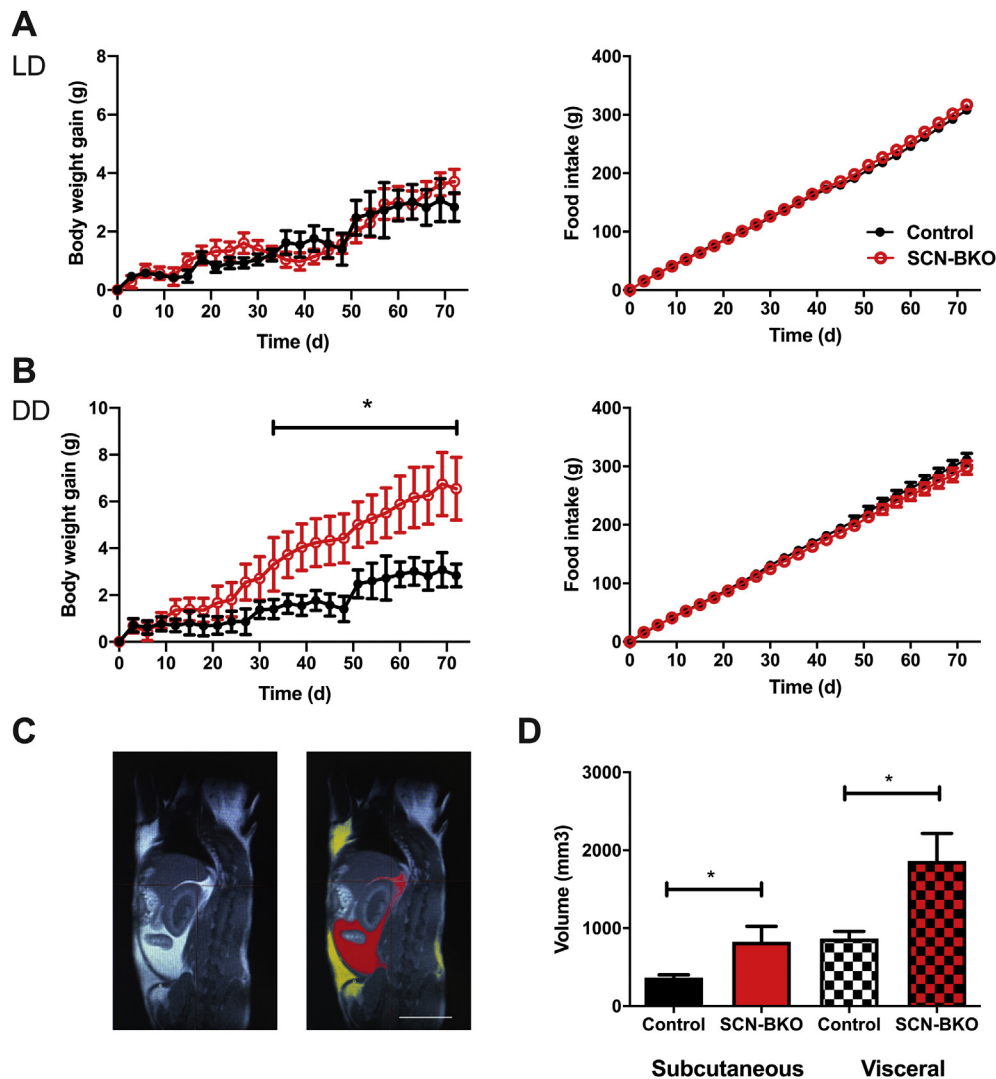 A
LD
Body weight gain (g)
8
6
4
2
0
0 10 20 30 40 50 60 70
Time (d)
Food intake (g)
400
300
200
100
0
0 10 20 30 40 50 60 70
Time (d)
Control
SCN-BKO
B
DD
Body weight gain (g)
10
8
6
4
2
0
*
0 10 20 30 40 50 60 70
Time (d)
Food intake (g)
400
300
200
100
0
0 10 20 30 40 50 60 70
Time (d)
C
D
Volume (mm3)
3000
2000
1000
0
*
*
Control SCN-BKO Control SCN-BKO
Subcutaneous Visceral